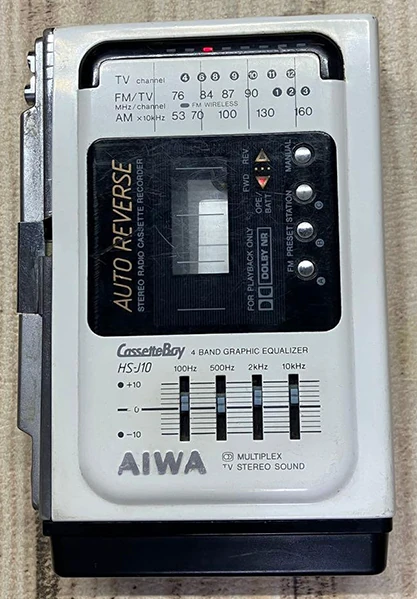 TV channel 4 6 8 9 10 11 12
FM/TV 76 84 87 90 1 2 3
MHz/channel FM WIRELESS
AM ×10kHz 53 70 100 130 160
AUTO REVERSE
STEREO RADIO CASSETTE RECORDER
FOR PLAYBACK ONLY
DOLBY NR
OPE/BATT
FWD REV.
FM PRESET STATION MANUAL
A B C
CassetteBoy 4 BAND GRAPHIC EQUALIZER
HS-J10 100Hz 500Hz 2kHz 10kHz
+10
0
-10
AIWA
MULTIPLEX
TV STEREO SOUND